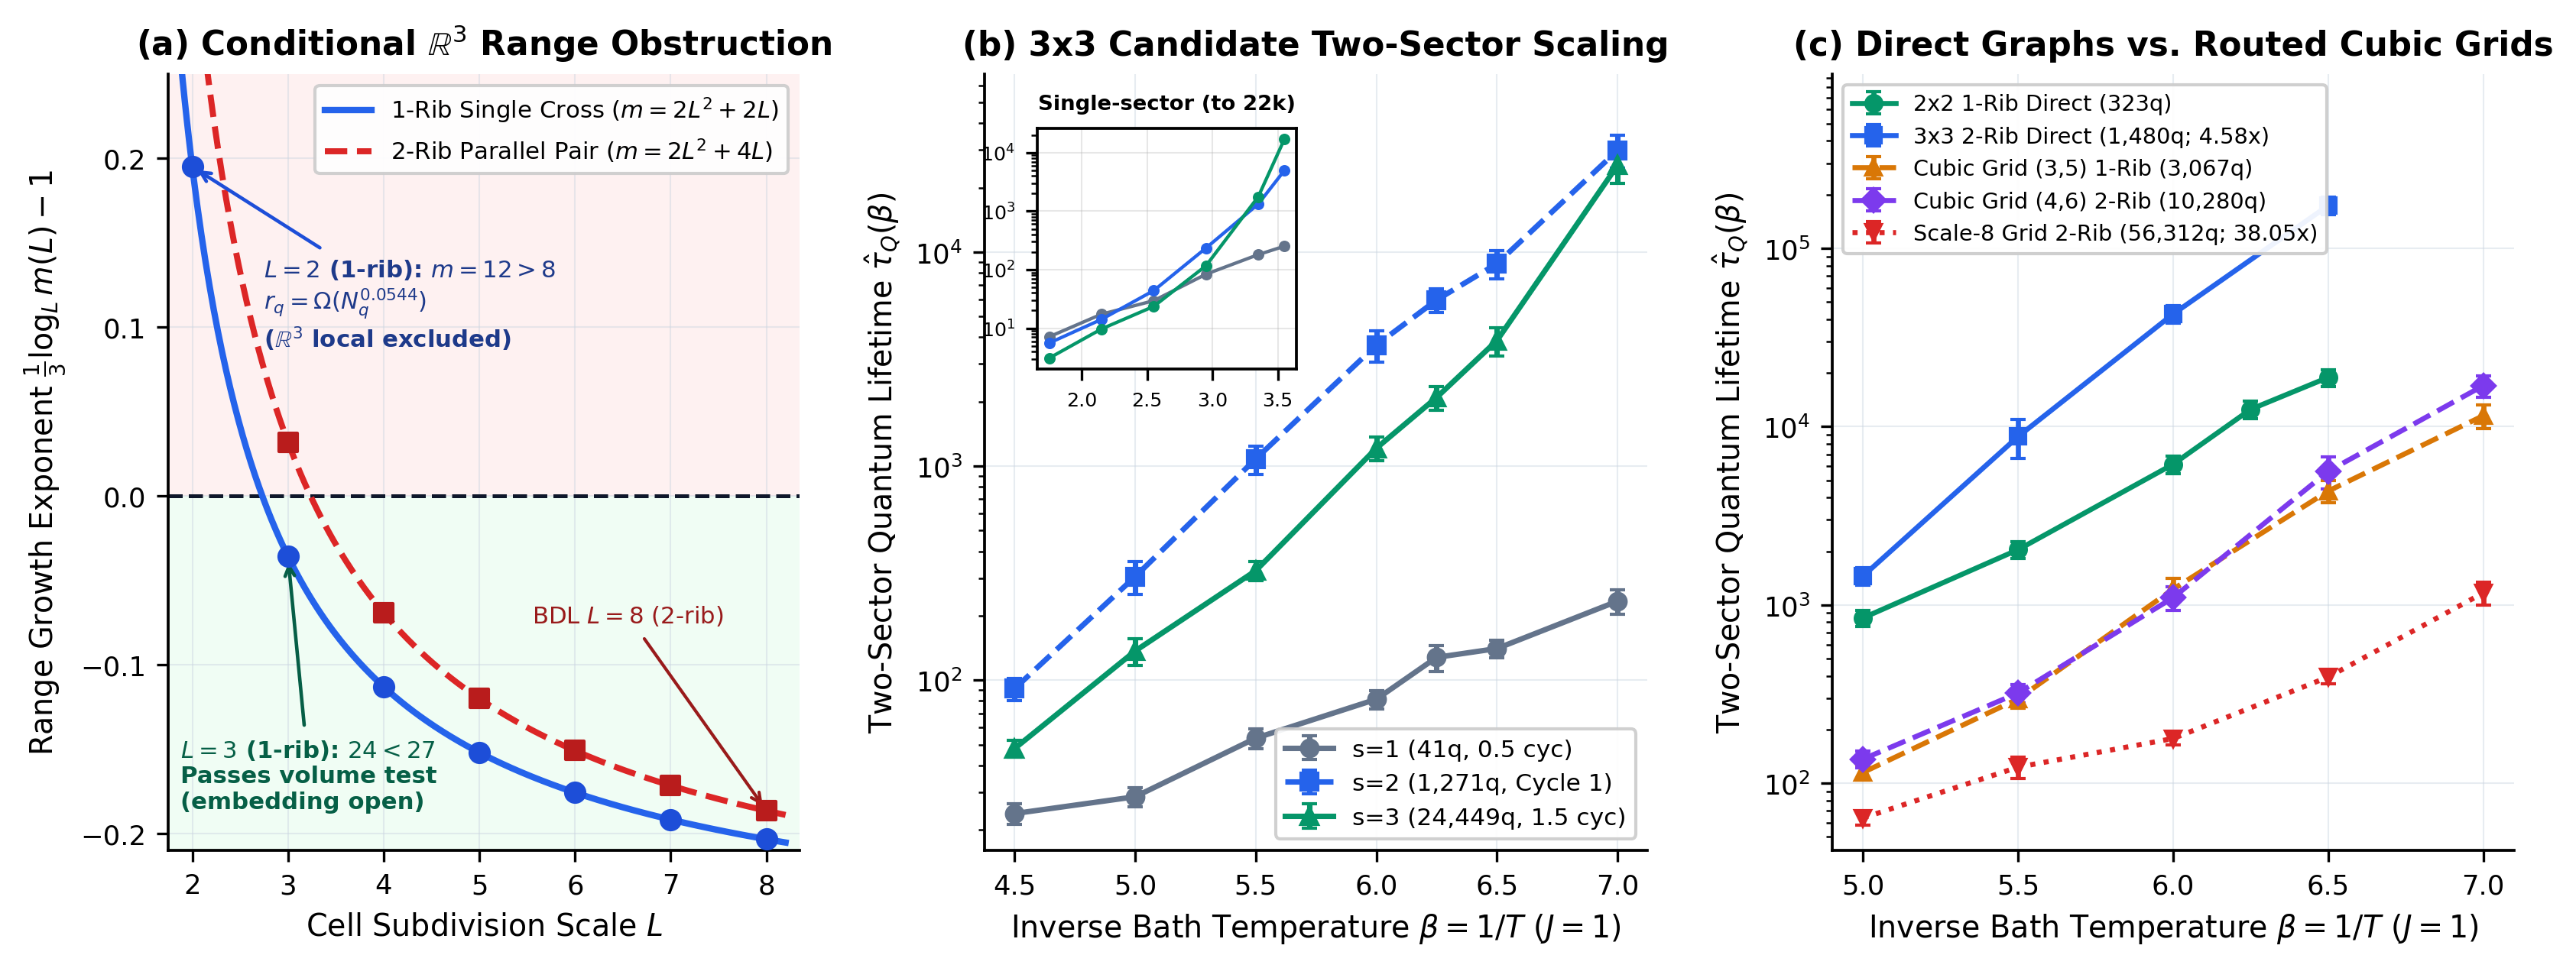 (a) Conditional ℝ³ Range Obstruction
1-Rib Single Cross (m = 2L² + 2L)
2-Rib Parallel Pair (m = 2L² + 4L)
L = 2 (1-rib): m = 12 > 8
r_q = Ω(N_q^0.0544)
(ℝ³ local excluded)
BDL L = 8 (2-rib)
L = 3 (1-rib): 24 < 27
Passes volume test
(embedding open)
0.2
0.1
0.0
−0.1
−0.2
2 3 4 5 6 7 8
Range Growth Exponent 1/3 log_L m(L) − 1
Cell Subdivision Scale L
(b) 3x3 Candidate Two-Sector Scaling
Single-sector (to 22k)
10⁴
10³
10²
10¹
2.0 2.5 3.0 3.5
10⁴
10³
10²
s=1 (41q, 0.5 cyc)
s=2 (1,271q, Cycle 1)
s=3 (24,449q, 1.5 cyc)
4.5 5.0 5.5 6.0 6.5 7.0
Two-Sector Quantum Lifetime τ̂_Q(β)
Inverse Bath Temperature β = 1/T (J = 1)
(c) Direct Graphs vs. Routed Cubic Grids
2x2 1-Rib Direct (323q)
3x3 2-Rib Direct (1,480q; 4.58x)
Cubic Grid (3,5) 1-Rib (3,067q)
Cubic Grid (4,6) 2-Rib (10,280q)
Scale-8 Grid 2-Rib (56,312q; 38.05x)
10⁵
10⁴
10³
10²
5.0 5.5 6.0 6.5 7.0
Two-Sector Quantum Lifetime τ̂_Q(β)
Inverse Bath Temperature β = 1/T (J = 1)